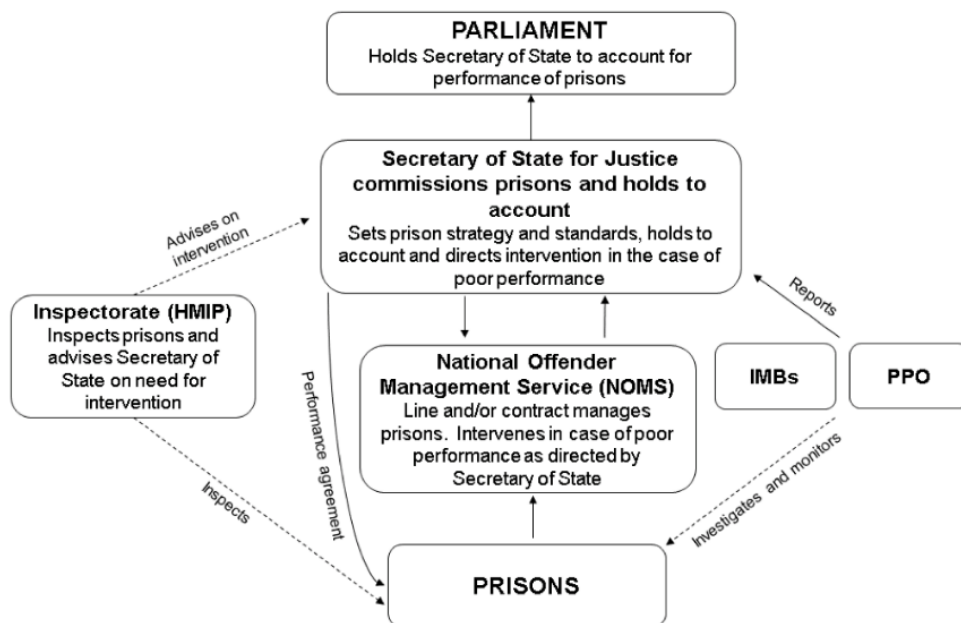 PARLIAMENT
Holds Secretary of State to account for
performance of prisons
Secretary of State for Justice
commissions prisons and holds to
account
Sets prison strategy and standards, holds to
account and directs intervention in the case of
poor performance
Advises on
intervention
Inspectorate (HMIP)
Inspects prisons and
advises Secretary of
State on need for
intervention
Performance agreement
National Offender
Management Service (NOMS)
Line and/or contract manages
prisons. Intervenes in case of poor
performance as directed by
Secretary of State
Reports
IMBs
PPO
Inspects
Investigates and monitors
PRISONS